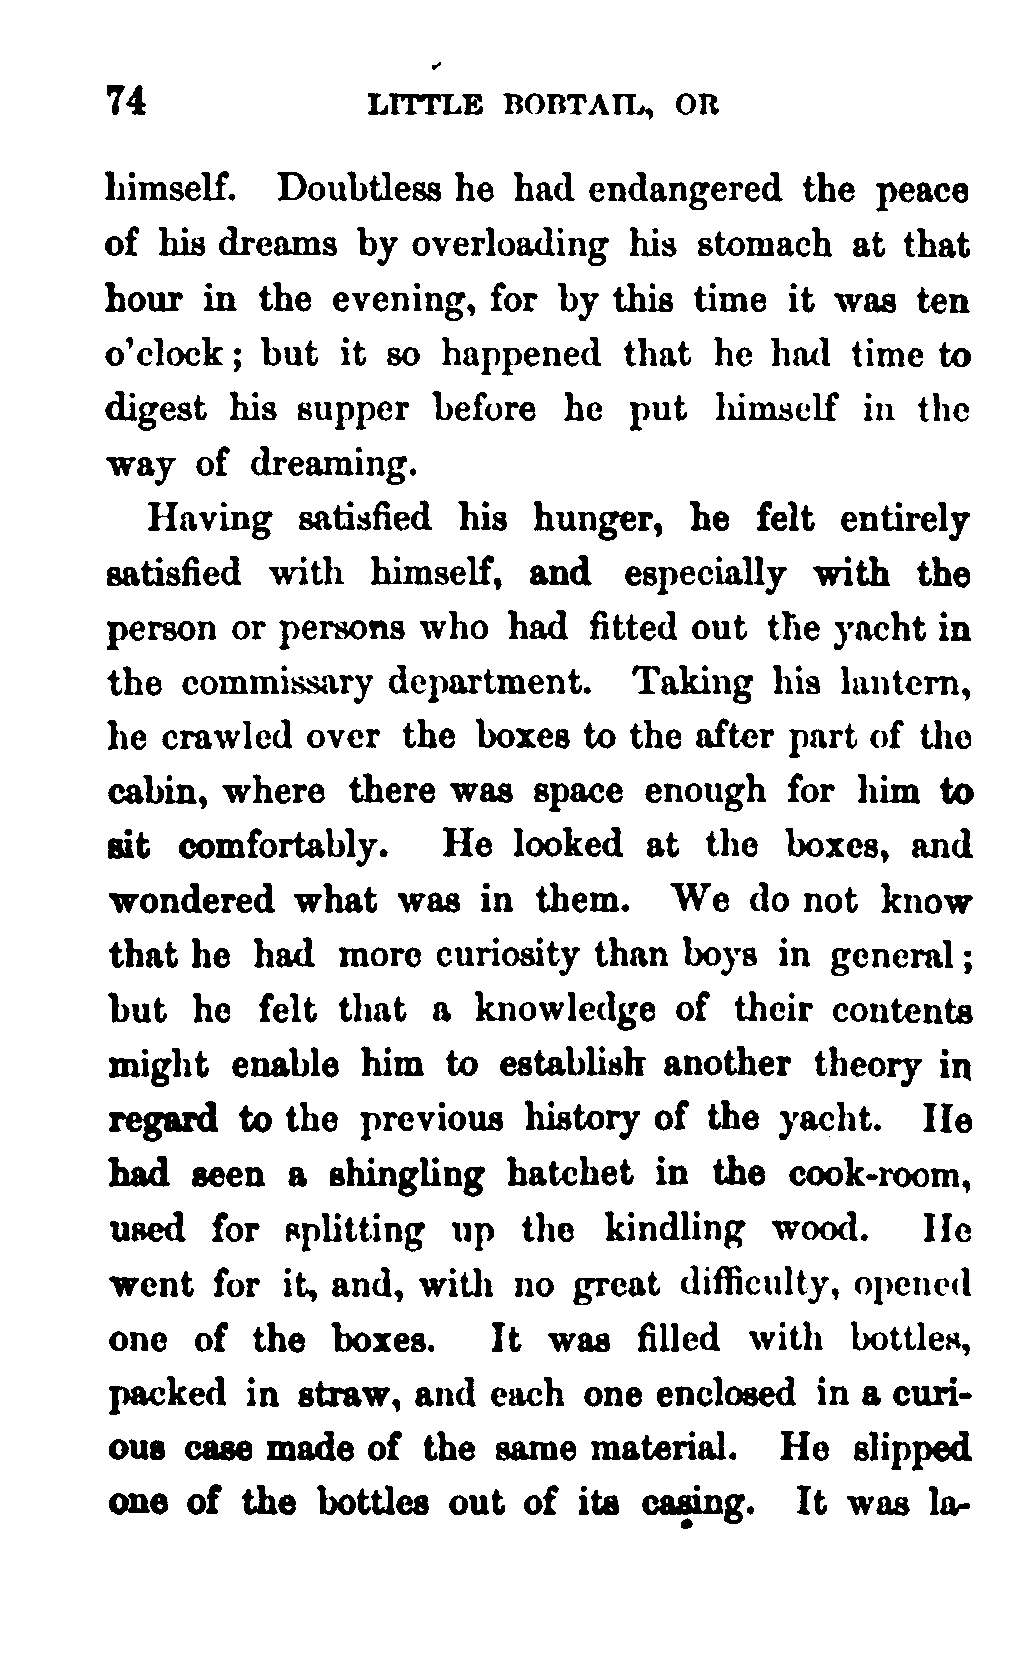 74 LITTLE BOBTAIL, OR
himself. Doubtless he had endangered the peace
of his dreams by overloading his stomach at that
hour in the evening, for by this time it was ten
o'clock; but it so happened that he had time to
digest his supper before he put himself in the
way of dreaming.
Having satisfied his hunger, he felt entirely
satisfied with himself, and especially with the
person or persons who had fitted out the yacht in
the commissary department. Taking his lantern,
he crawled over the boxes to the after part of the
cabin, where there was space enough for him to
sit comfortably. He looked at the boxes, and
wondered what was in them. We do not know
that he had more curiosity than boys in general;
but he felt that a knowledge of their contents
might enable him to establish another theory in
regard to the previous history of the yacht. He
had seen a shingling hatchet in the cook-room,
used for splitting up the kindling wood. He
went for it, and, with no great difficulty, opened
one of the boxes. It was filled with bottles,
packed in straw, and each one enclosed in a curi-
ous case made of the same material. He slipped
one of the bottles out of its casing. It was la-